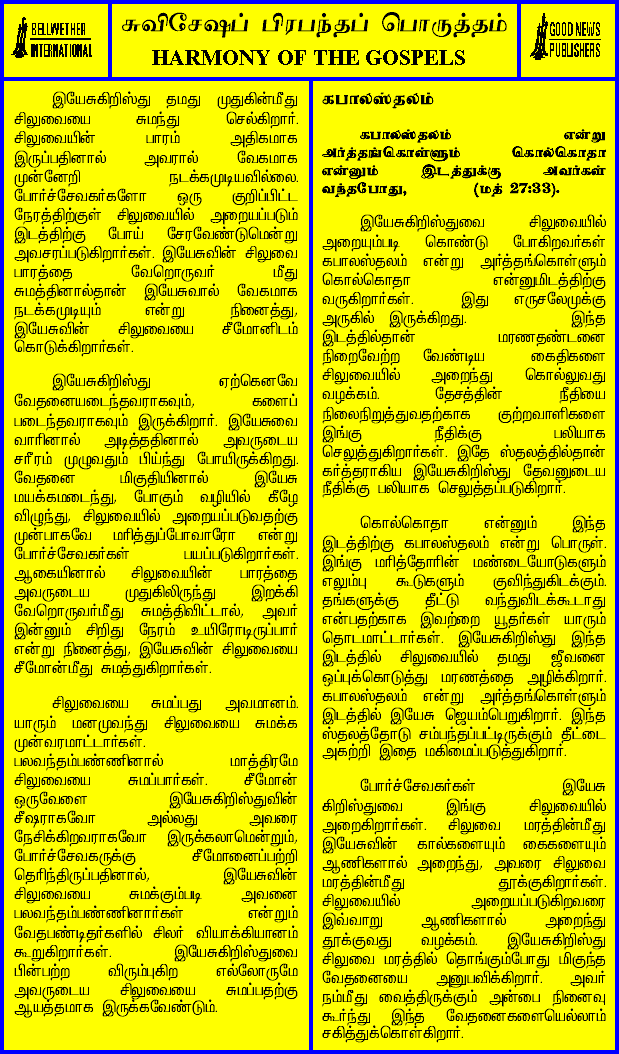 BELLWETHER
INTERNATIONAL
சுவிசேஷப் பிரபந்தப் பொருத்தம்
HARMONY OF THE GOSPELS
GOOD NEWS
PUBLISHERS
இயேசுகிறிஸ்து தமது முதுகின்மீது
சிலுவையை சுமந்து செல்கிறார்.
சிலுவையின் பாரம் அதிகமாக
இருப்பதினால் அவரால் வேகமாக
முன்னேறி நடக்கமுடியவில்லை.
போர்ச்சேவகர்களோ ஒரு குறிப்பிட்ட
நேரத்திற்குள் சிலுவையில் அறையப்படும்
இடத்திற்கு போய் சேரவேண்டுமென்று
அவசரப்படுகிறார்கள். இயேசுவின் சிலுவை
பாரத்தை வேறொருவர் மீது
சுமத்தினால்தான் இயேசுவால் வேகமாக
நடக்கமுடியும் என்று நினைத்து,
இயேசுவின் சிலுவையை சீமோனிடம்
கொடுக்கிறார்கள்.
இயேசுகிறிஸ்து ஏற்கெனவே
வேதனையடைந்தவராகவும், களைப்
படைந்தவராகவும் இருக்கிறார். இயேசுவை
வாரினால் அடித்ததினால் அவருடைய
சரீரம் முழுவதும் பிய்ந்து போயிருக்கிறது.
வேதனை மிகுதியினால் இயேசு
மயக்கமடைந்து, போகும் வழியில் கீழே
விழுந்து, சிலுவையில் அறையப்படுவதற்கு
முன்பாகவே மரித்துப்போவாரோ என்று
போர்ச்சேவகர்கள் பயப்படுகிறார்கள்.
ஆகையினால் சிலுவையின் பாரத்தை
அவருடைய முதுகிலிருந்து இறக்கி
வேறொருவர்மீது சுமத்திவிட்டால், அவர்
இன்னும் சிறிது நேரம் உயிரோடிருப்பார்
என்று நினைத்து, இயேசுவின் சிலுவையை
சீமோன்மீது சுமத்துகிறார்கள்.
சிலுவையை சுமப்பது அவமானம்.
யாரும் மனமுவந்து சிலுவையை சுமக்க
முன்வரமாட்டார்கள்.
பலவந்தம்பண்ணினால் மாத்திரமே
சிலுவையை சுமப்பார்கள். சீமோன்
ஒருவேளை இயேசுகிறிஸ்துவின்
சீஷராகவோ அல்லது அவரை
நேசிக்கிறவராகவோ இருக்கலாமென்றும்,
போர்ச்சேவகருக்கு சீமோனைப்பற்றி
தெரிந்திருப்பதினால், இயேசுவின்
சிலுவையை சுமக்கும்படி அவனை
பலவந்தம்பண்ணினார்கள் என்றும்
வேதபண்டிதர்களில் சிலர் வியாக்கியானம்
கூறுகிறார்கள். இயேசுகிறிஸ்துவை
பின்பற்ற விரும்புகிற எல்லோருமே
அவருடைய சிலுவையை சுமப்பதற்கு
ஆயத்தமாக இருக்கவேண்டும்.
கபாலஸ்தலம்
கபாலஸ்தலம் என்று
அர்த்தங்கொள்ளும் கொல்கொதா
என்னும் இடத்துக்கு அவர்கள்
வந்தபோது, (மத் 27:33).
இயேசுகிறிஸ்துவை சிலுவையில்
அறையும்படி கொண்டு போகிறவர்கள்
கபாலஸ்தலம் என்று அர்த்தங்கொள்ளும்
கொல்கொதா என்னுமிடத்திற்கு
வருகிறார்கள். இது எருசலேமுக்கு
அருகில் இருக்கிறது. இந்த
இடத்தில்தான் மரணதண்டனை
நிறைவேற்ற வேண்டிய கைதிகளை
சிலுவையில் அறைந்து கொல்லுவது
வழக்கம். தேசத்தின் நீதியை
நிலைநிறுத்துவதற்காக குற்றவாளிகளை
இங்கு நீதிக்கு பலியாக
செலுத்துகிறார்கள். இதே ஸ்தலத்தில்தான்
கர்த்தராகிய இயேசுகிறிஸ்து தேவனுடைய
நீதிக்கு பலியாக செலுத்தப்படுகிறார்.
கொல்கொதா என்னும் இந்த
இடத்திற்கு கபாலஸ்தலம் என்று பொருள்.
இங்கு மரித்தோரின் மண்டையோடுகளும்
எலும்பு கூடுகளும் குவிந்துகிடக்கும்.
தங்களுக்கு தீட்டு வந்துவிடக்கூடாது
என்பதற்காக இவற்றை யூதர்கள் யாரும்
தொடமாட்டார்கள். இயேசுகிறிஸ்து இந்த
இடத்தில் சிலுவையில் தமது ஜீவனை
ஒப்புக்கொடுத்து மரணத்தை அழிக்கிறார்.
கபாலஸ்தலம் என்று அர்த்தங்கொள்ளும்
இடத்தில் இயேசு ஜெயம்பெறுகிறார். இந்த
ஸ்தலத்தோடு சம்பந்தப்பட்டிருக்கும் தீட்டை
அகற்றி இதை மகிமைப்படுத்துகிறார்.
போர்ச்சேவகர்கள் இயேசு
கிறிஸ்துவை இங்கு சிலுவையில்
அறைகிறார்கள். சிலுவை மரத்தின்மீது
இயேசுவின் கால்களையும் கைகளையும்
ஆணிகளால் அறைந்து, அவரை சிலுவை
மரத்தின்மீது தூக்குகிறார்கள்.
சிலுவையில் அறையப்படுகிறவரை
இவ்வாறு ஆணிகளால் அறைந்து
தூக்குவது வழக்கம். இயேசுகிறிஸ்து
சிலுவை மரத்தில் தொங்கும்போது மிகுந்த
வேதனையை அனுபவிக்கிறார். அவர்
நம்மீது வைத்திருக்கும் அன்பை நினைவு
கூர்ந்து இந்த வேதனைகளையெல்லாம்
சகித்துக்கொள்கிறார்.